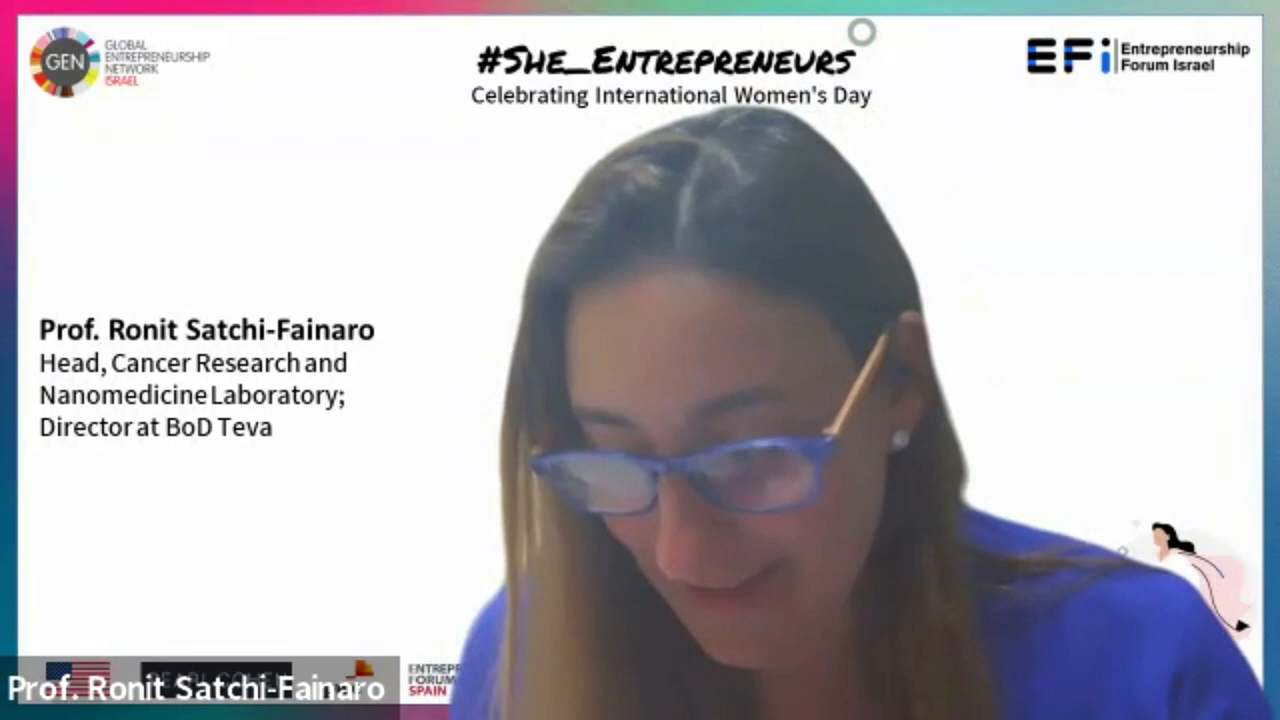 GEN
GLOBAL
ENTREPRENEURSHIP
NETWORK
ISRAEL
#SHE_ENTREPRENEURS
Celebrating International Women's Day
EFi
Entrepreneurship
Forum Israel
Prof. Ronit Satchi-Fainaro
Head, Cancer Research and
Nanomedicine Laboratory;
Director at BoD Teva
FORUM
SPAIN
Prof. Ronit Satchi-Fainaro